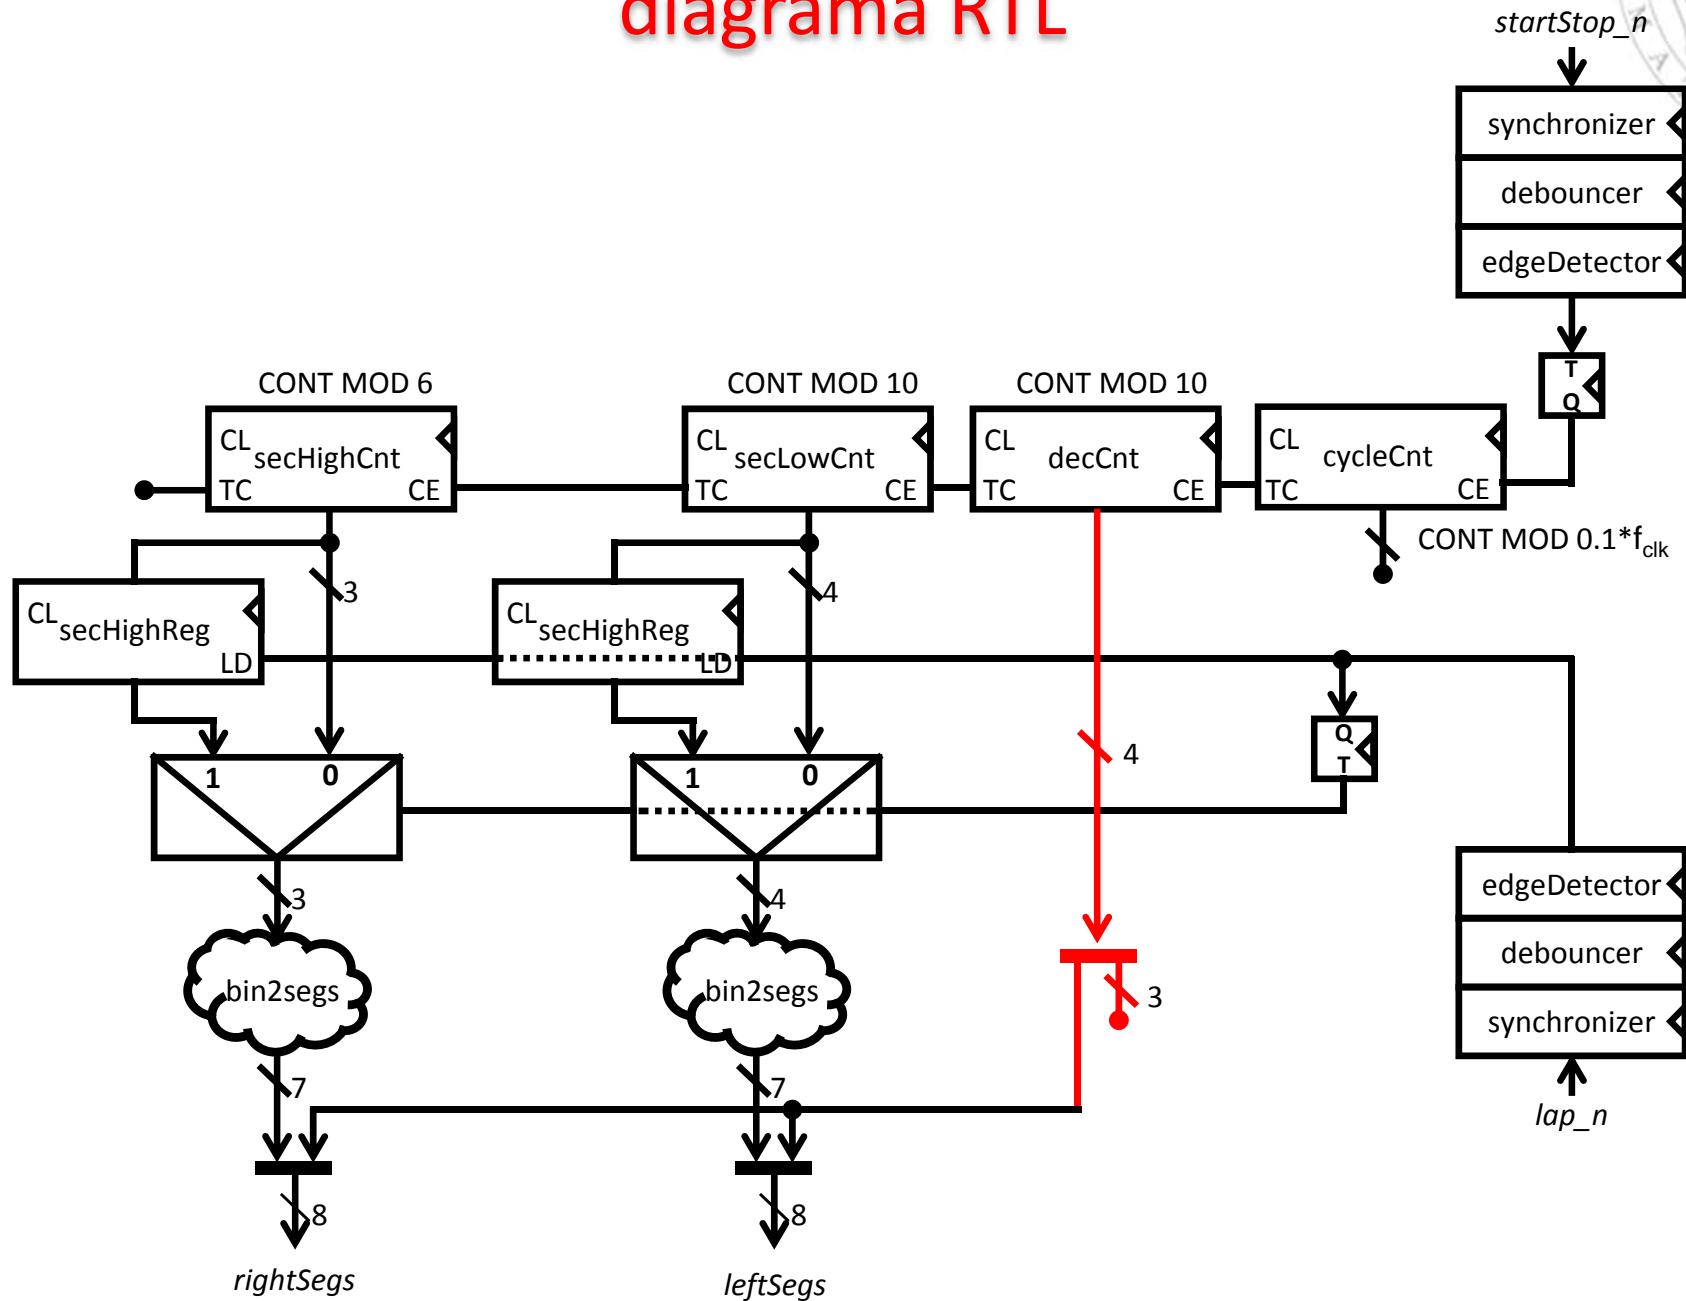 diagrama RTL
startStop_n
synchronizer
debouncer
edgeDetector
T
Q
CONT MOD 6
CONT MOD 10
CONT MOD 10
CL
secHighCnt
TC
CE
CL
secLowCnt
TC
CE
CL
decCnt
TC
CE
CL
cycleCnt
TC
CE
CONT MOD 0.1*fclk
3
4
CL
secHighReg
LD
CL
secHighReg
LD
Q
T
4
1
0
1
0
3
4
bin2segs
bin2segs
3
edgeDetector
debouncer
synchronizer
lap_n
7
7
8
8
rightSegs
leftSegs